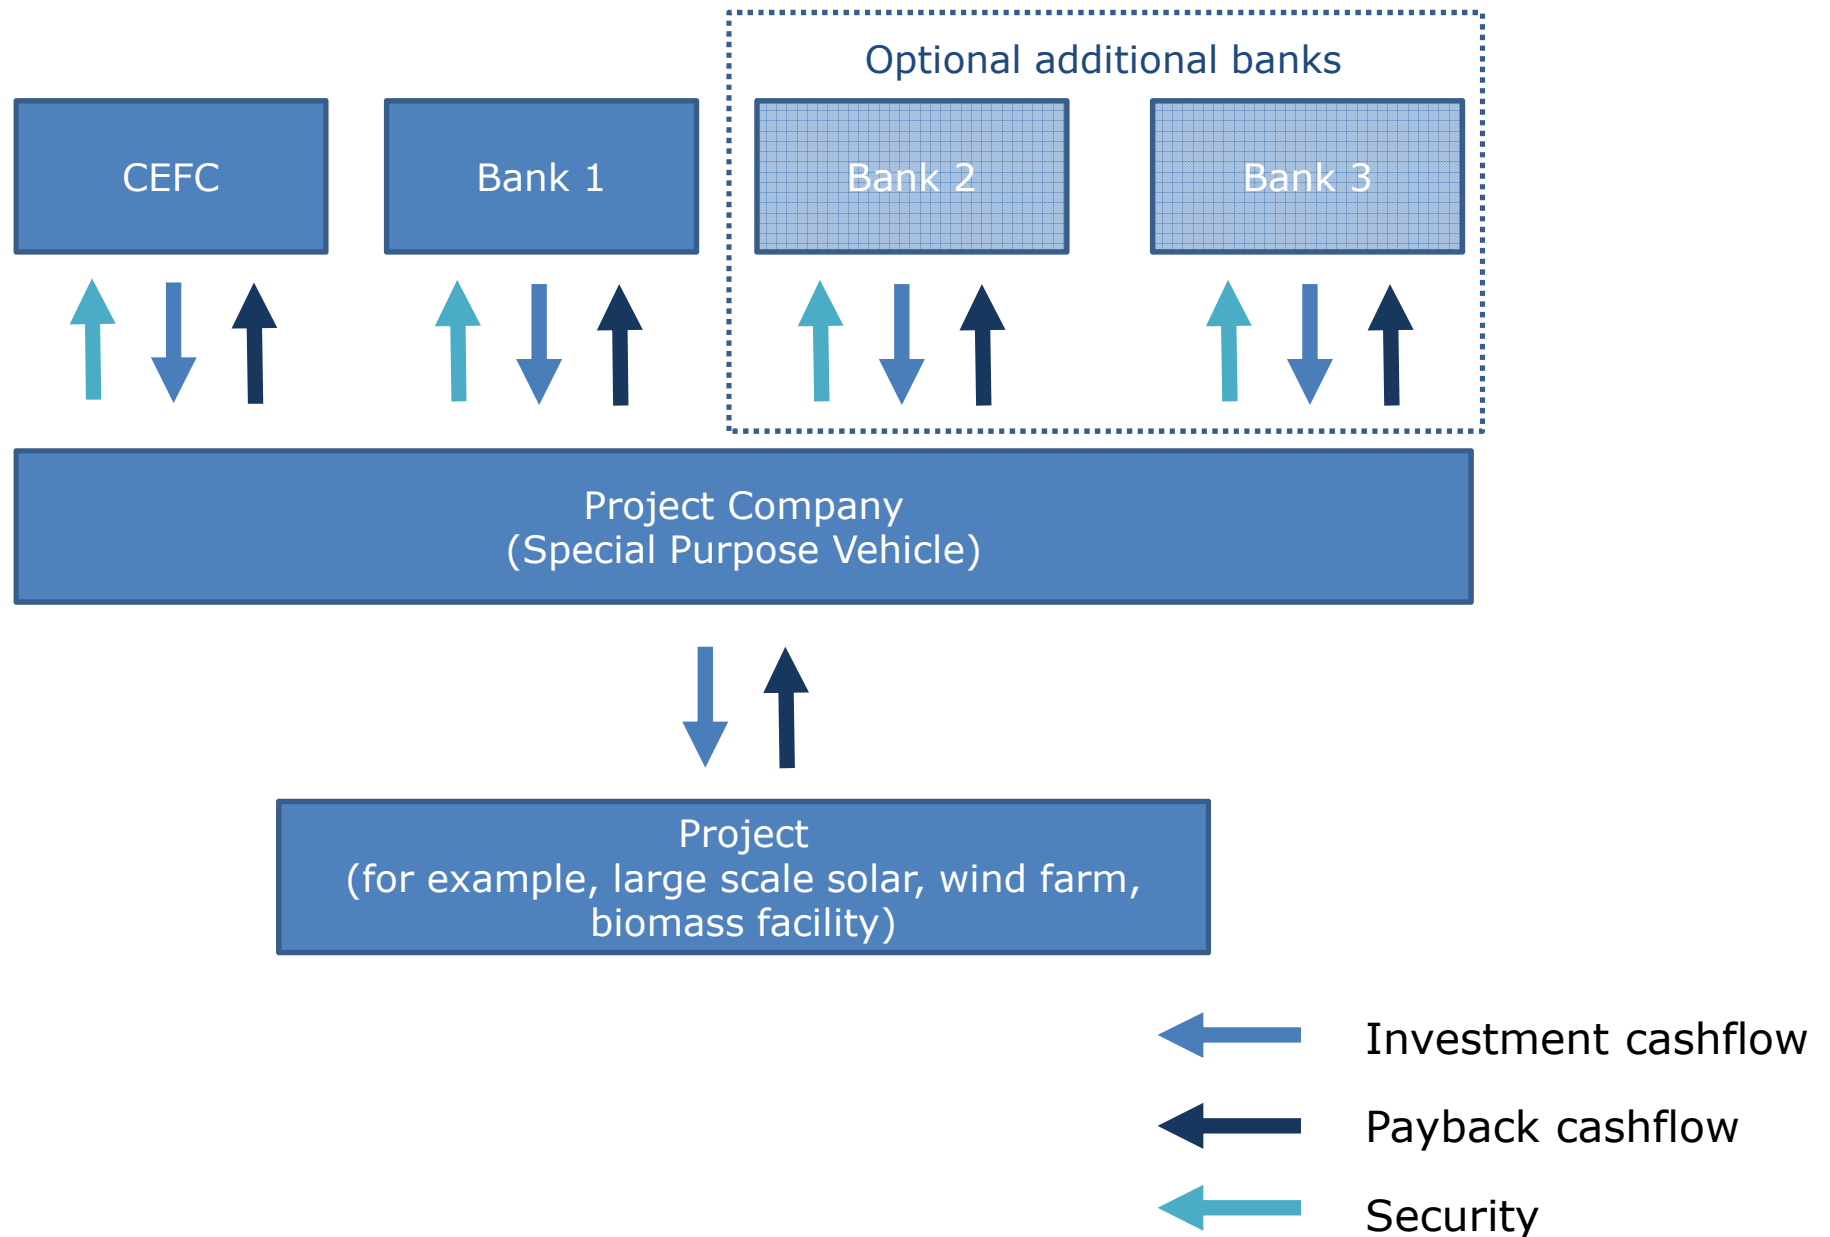 Optional additional banks
CEFC
Bank 1
Bank 2
Bank 3
Project Company
(Special Purpose Vehicle)
Project
(for example, large scale solar, wind farm,
biomass facility)
Investment cashflow
Payback cashflow
Security